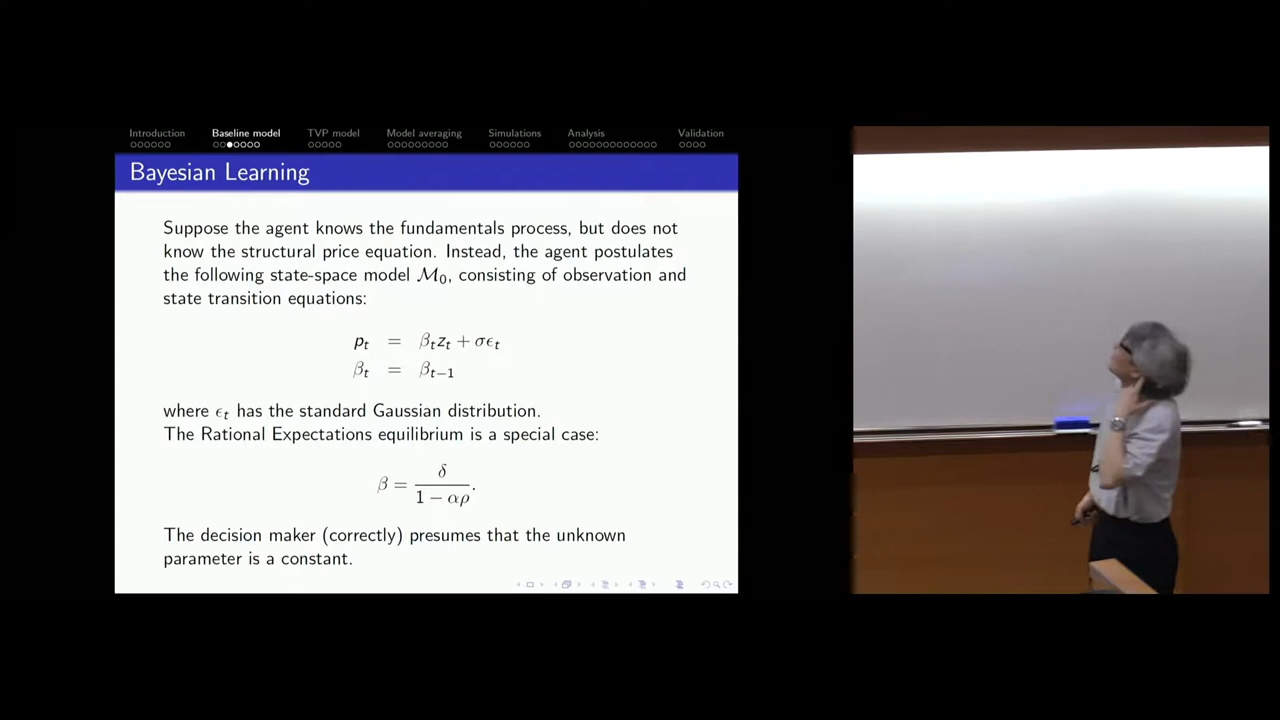 Introduction Baseline model TVP model Model averaging Simulations Analysis Validation
Bayesian Learning
Suppose the agent knows the fundamentals process, but does not
know the structural price equation. Instead, the agent postulates
the following state-space model ℳ₀, consisting of observation and
state transition equations:
pₜ = βₜzₜ + σϵₜ
βₜ = βₜ₋₁
where ϵₜ has the standard Gaussian distribution.
The Rational Expectations equilibrium is a special case:
β = δ / (1 − αρ).
The decision maker (correctly) presumes that the unknown
parameter is a constant.